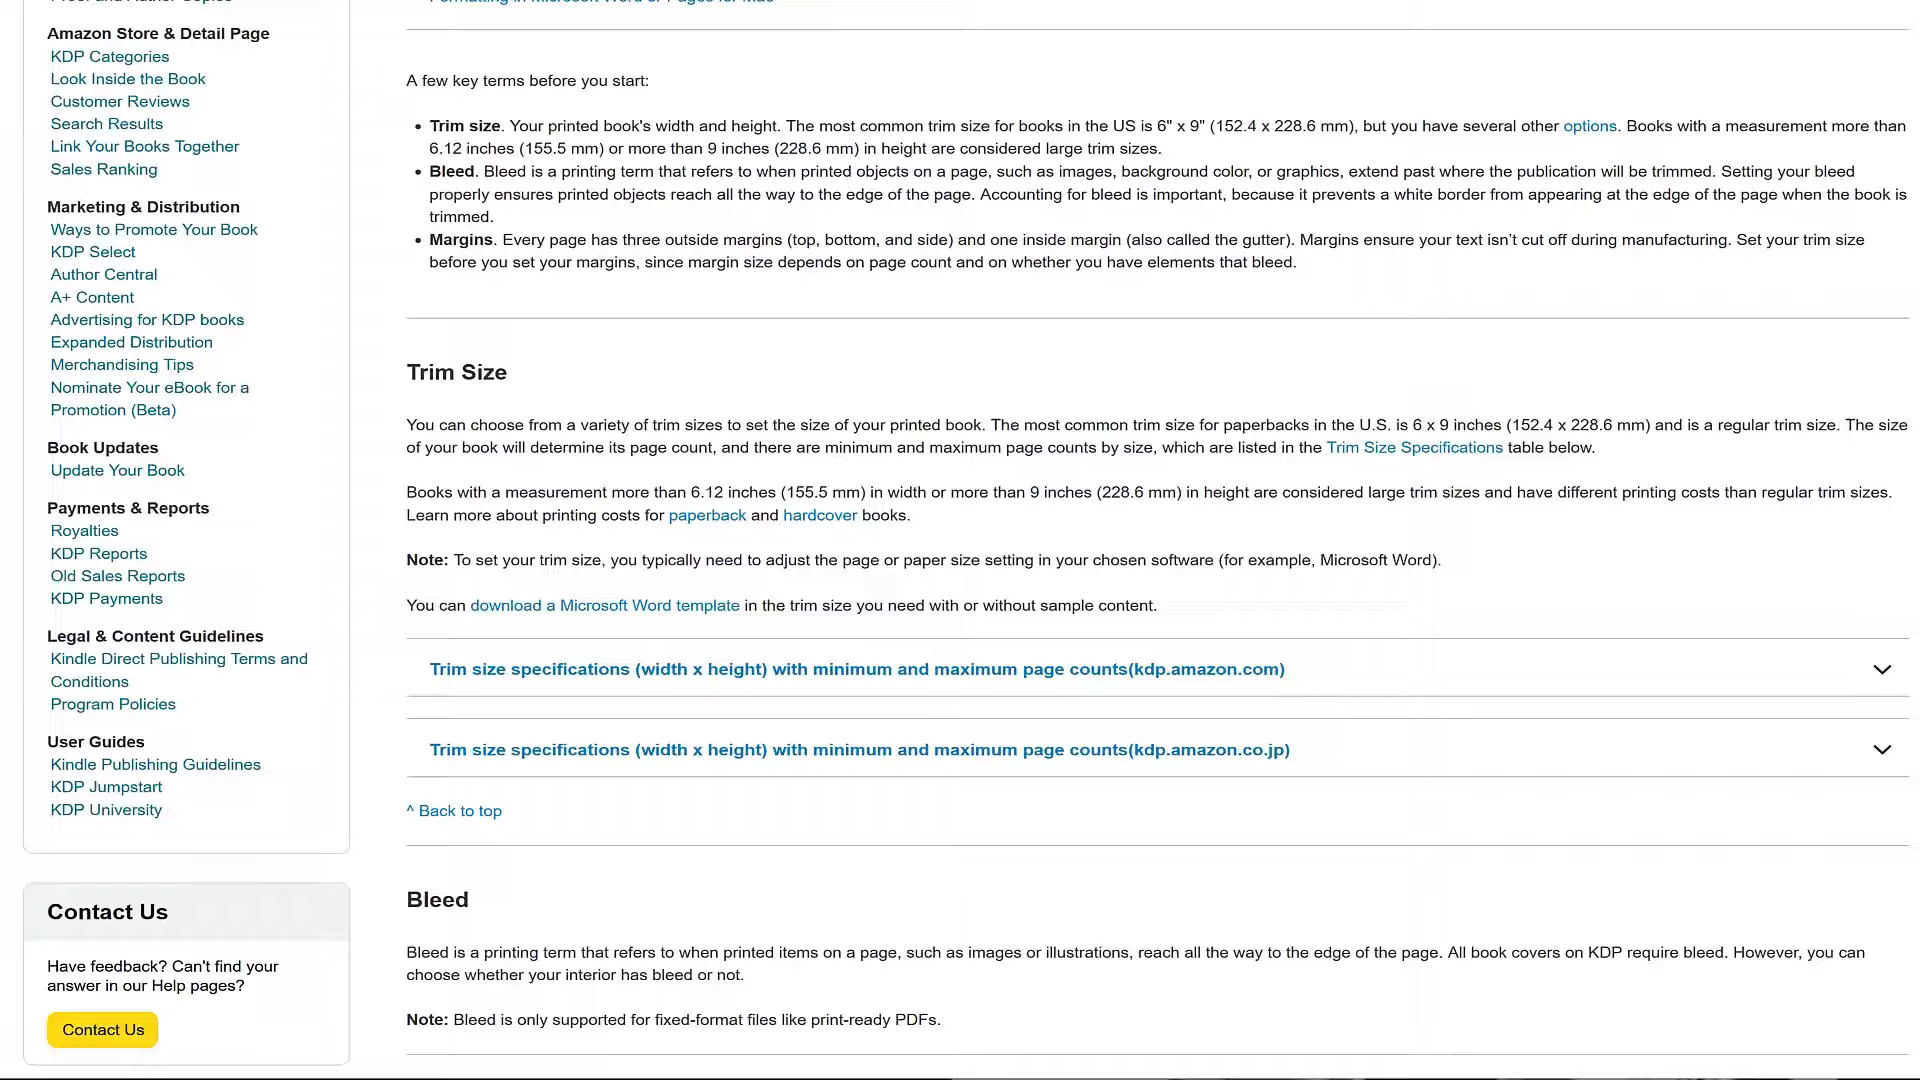 Amazon Store & Detail Page
KDP Categories
Look Inside the Book
Customer Reviews
Search Results
Link Your Books Together
Sales Ranking
Marketing & Distribution
Ways to Promote Your Book
KDP Select
Author Central
A+ Content
Advertising for KDP books
Expanded Distribution
Merchandising Tips
Nominate Your eBook for a
Promotion (Beta)
Book Updates
Update Your Book
Payments & Reports
Royalties
KDP Reports
Old Sales Reports
KDP Payments
Legal & Content Guidelines
Kindle Direct Publishing Terms and
Conditions
Program Policies
User Guides
Kindle Publishing Guidelines
KDP Jumpstart
KDP University
Contact Us
Have feedback? Can't find your
answer in our Help pages?
Contact Us
A few key terms before you start:
• Trim size. Your printed book's width and height. The most common trim size for books in the US is 6" x 9" (152.4 x 228.6 mm), but you have several other options. Books with a measurement more than
6.12 inches (155.5 mm) or more than 9 inches (228.6 mm) in height are considered large trim sizes.
• Bleed. Bleed is a printing term that refers to when printed objects on a page, such as images, background color, or graphics, extend past where the publication will be trimmed. Setting your bleed
properly ensures printed objects reach all the way to the edge of the page. Accounting for bleed is important, because it prevents a white border from appearing at the edge of the page when the book is
trimmed.
• Margins. Every page has three outside margins (top, bottom, and side) and one inside margin (also called the gutter). Margins ensure your text isn’t cut off during manufacturing. Set your trim size
before you set your margins, since margin size depends on page count and on whether you have elements that bleed.
Trim Size
You can choose from a variety of trim sizes to set the size of your printed book. The most common trim size for paperbacks in the U.S. is 6 x 9 inches (152.4 x 228.6 mm) and is a regular trim size. The size
of your book will determine its page count, and there are minimum and maximum page counts by size, which are listed in the Trim Size Specifications table below.
Books with a measurement more than 6.12 inches (155.5 mm) in width or more than 9 inches (228.6 mm) in height are considered large trim sizes and have different printing costs than regular trim sizes.
Learn more about printing costs for paperback and hardcover books.
Note: To set your trim size, you typically need to adjust the page or paper size setting in your chosen software (for example, Microsoft Word).
You can download a Microsoft Word template in the trim size you need with or without sample content.
Trim size specifications (width x height) with minimum and maximum page counts(kdp.amazon.com)
Trim size specifications (width x height) with minimum and maximum page counts(kdp.amazon.co.jp)
^ Back to top
Bleed
Bleed is a printing term that refers to when printed items on a page, such as images or illustrations, reach all the way to the edge of the page. All book covers on KDP require bleed. However, you can
choose whether your interior has bleed or not.
Note: Bleed is only supported for fixed-format files like print-ready PDFs.